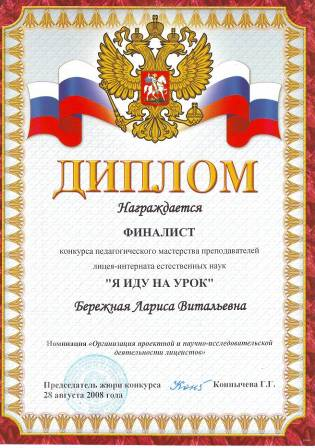 ДИПЛОМ
Награждается
ФИНАЛИСТ
конкурса педагогического мастерства преподавателей
лицея-интерната естественных наук
"Я ИДУ НА УРОК"
Бережная Лариса Витальевна
Номинация «Организация проектной и научно-исследовательской
деятельности лицеистов»
Председатель жюри конкурса Коннычева Г.Г.
28 августа 2008 года